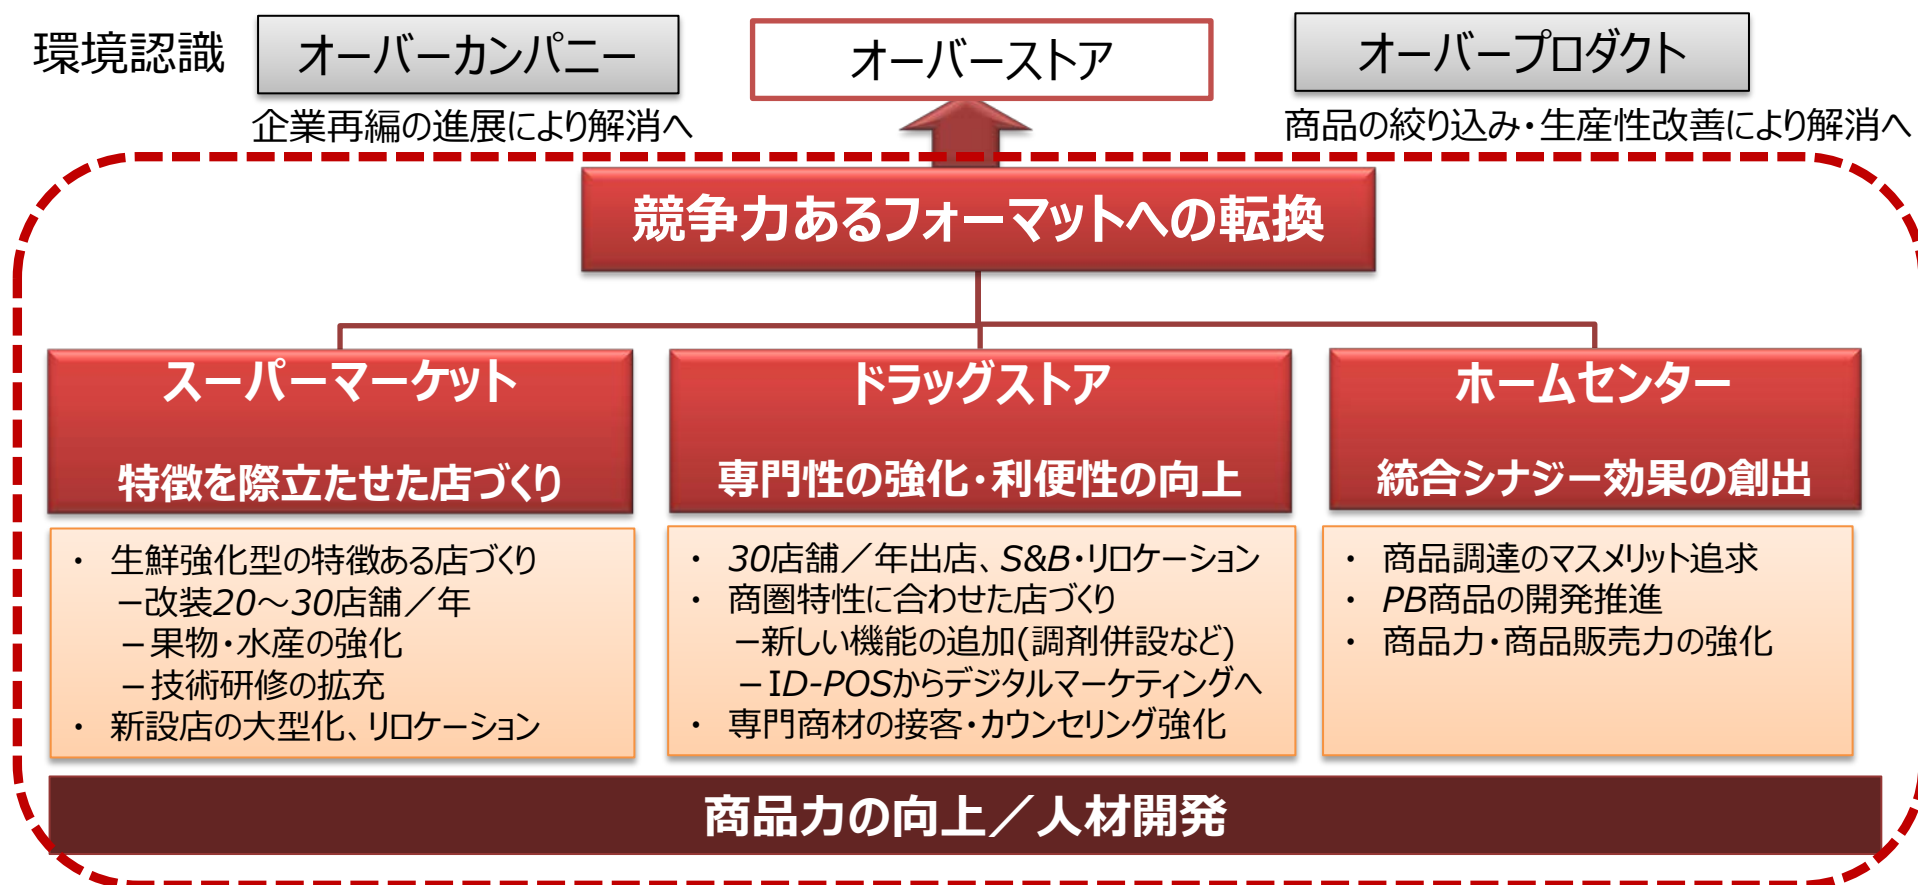 環境認識
オーバーカンパニー
オーバーストア
オーバープロダクト
企業再編の進展により解消へ
商品の絞り込み・生産性改善により解消へ
競争力あるフォーマットへの転換
スーパーマーケット
特徴を際立たせた店づくり
・ 生鮮強化型の特徴ある店づくり
－改装20～30店舗／年
－果物・水産の強化
－技術研修の拡充
・ 新設店の大型化、リロケーション
ドラッグストア
専門性の強化・利便性の向上
・ 30店舗／年出店、S&B・リロケーション
・ 商圏特性に合わせた店づくり
－新しい機能の追加(調剤併設など)
－ID-POSからデジタルマーケティングへ
・ 専門商材の接客・カウンセリング強化
ホームセンター
統合シナジー効果の創出
・ 商品調達のマスメリット追求
・ PB商品の開発推進
・ 商品力・商品販売力の強化
商品力の向上／人材開発